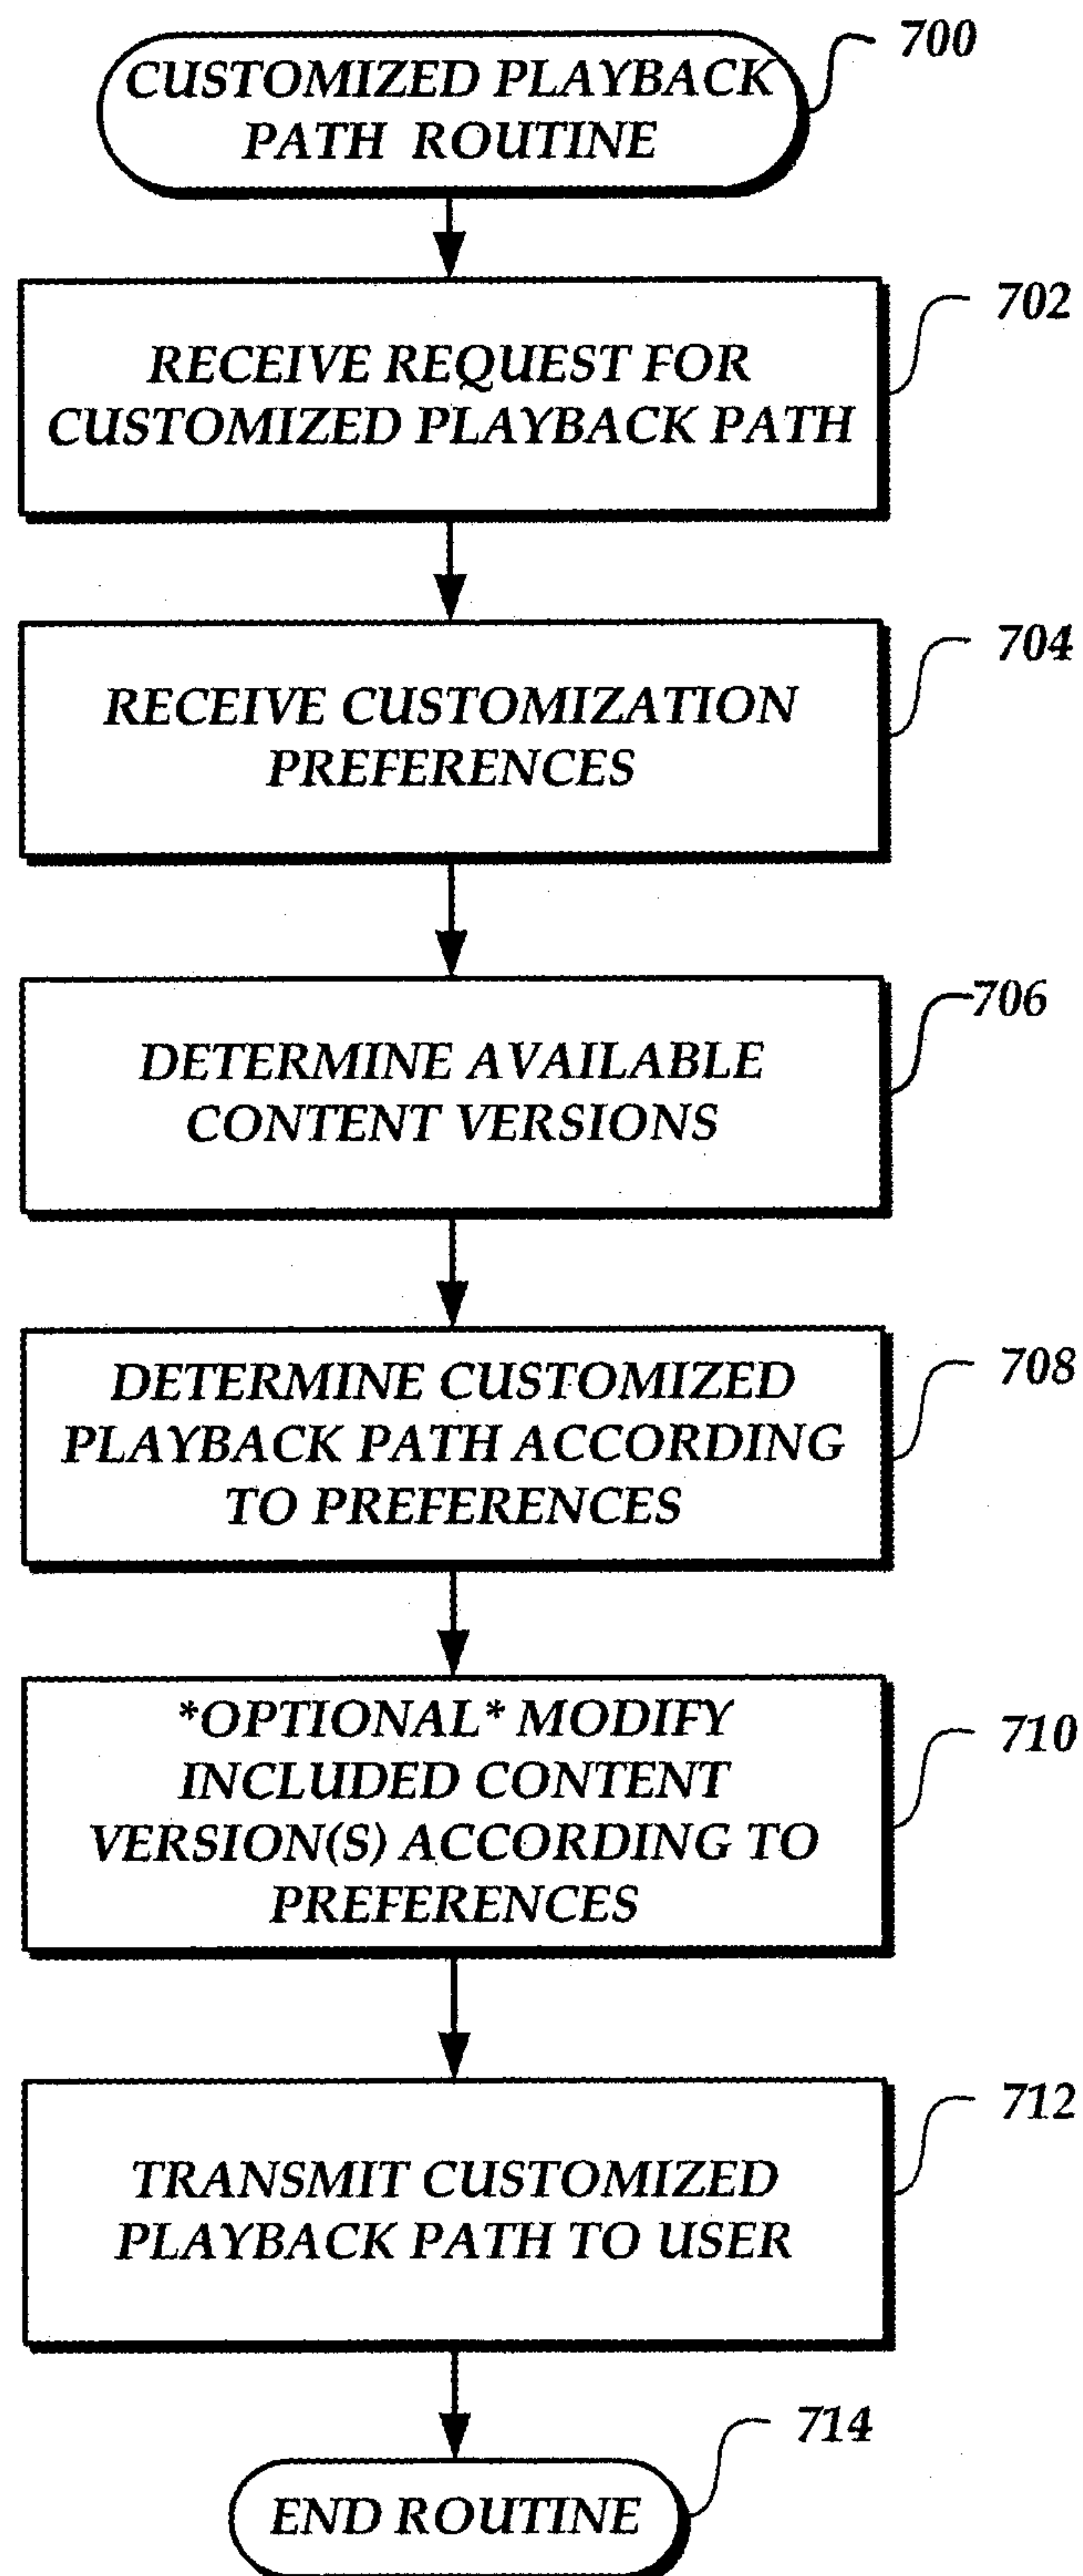 CUSTOMIZED PLAYBACK
PATH ROUTINE
700
RECEIVE REQUEST FOR
CUSTOMIZED PLAYBACK PATH
702
RECEIVE CUSTOMIZATION
PREFERENCES
704
DETERMINE AVAILABLE
CONTENT VERSIONS
706
DETERMINE CUSTOMIZED
PLAYBACK PATH ACCORDING
TO PREFERENCES
708
*OPTIONAL* MODIFY
INCLUDED CONTENT
VERSION(S) ACCORDING TO
PREFERENCES
710
TRANSMIT CUSTOMIZED
PLAYBACK PATH TO USER
712
END ROUTINE
714